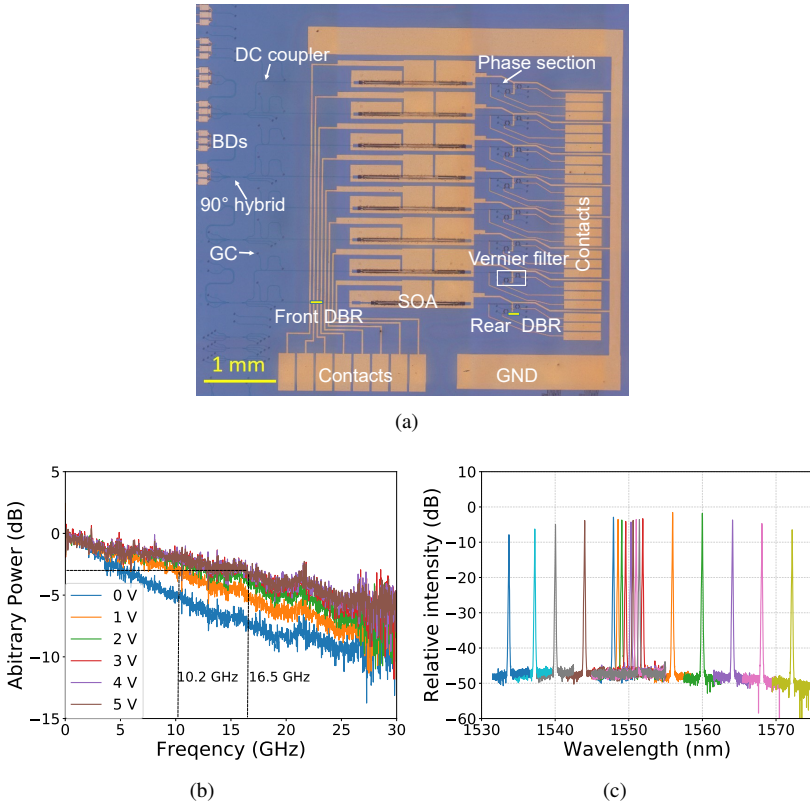 DC coupler
Phase section
BDs
90° hybrid
GC
Contacts
Vernier filter
SOA
Front DBR
Rear DBR
1 mm
Contacts
GND
(a)
5
0
−5
−10
−15
Abitrary Power (dB)
0 V
1 V
2 V
3 V
4 V
5 V
10.2 GHz
16.5 GHz
0
5
10
15
20
25
30
Freqency (GHz)
(b)
10
0
−10
−20
−30
−40
−50
−60
Relative intensity (dB)
1530
1540
1550
1560
1570
Wavelength (nm)
(c)